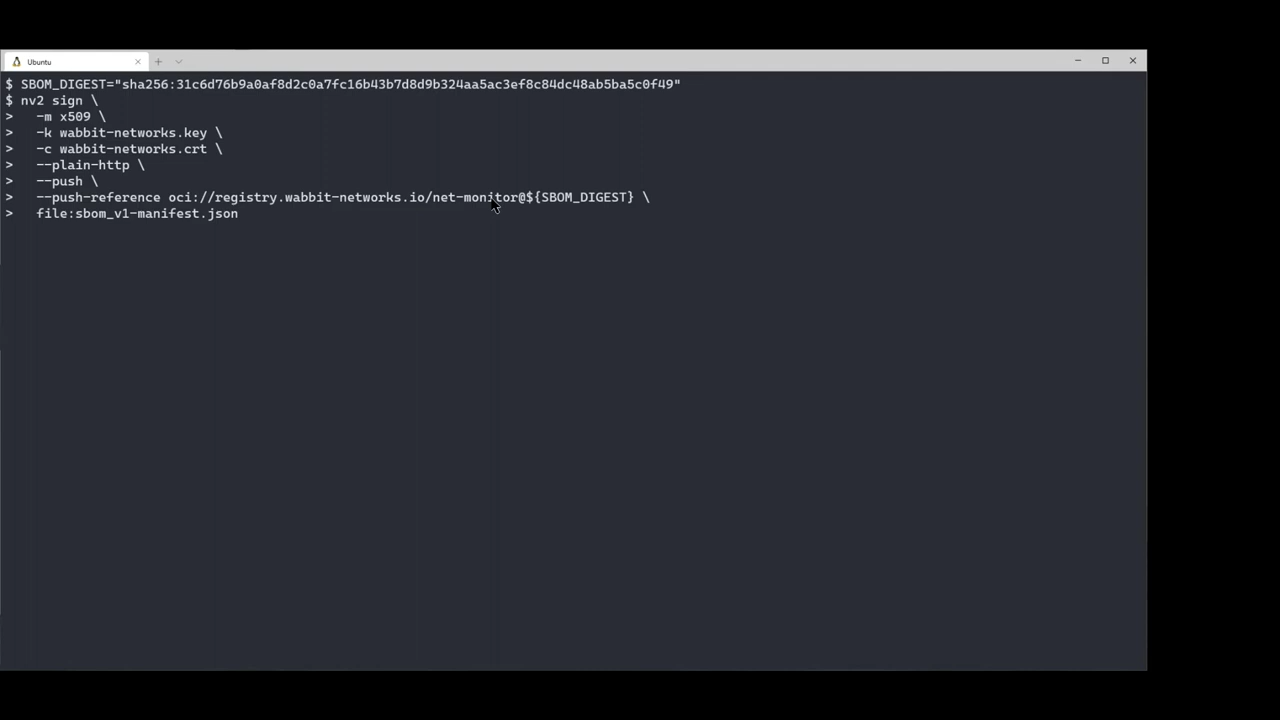 Ubuntu
$ SBOM_DIGEST="sha256:31c6d76b9a0af8d2c0a7fc16b43b7d8d9b324aa5ac3ef8c84dc48ab5ba5c0f49"
$ nv2 sign \
>   -m x509 \
>   -k wabbit-networks.key \
>   -c wabbit-networks.crt \
>   --plain-http \
>   --push \
>   --push-reference oci://registry.wabbit-networks.io/net-monitor@${SBOM_DIGEST} \
>   file:sbom_v1-manifest.json